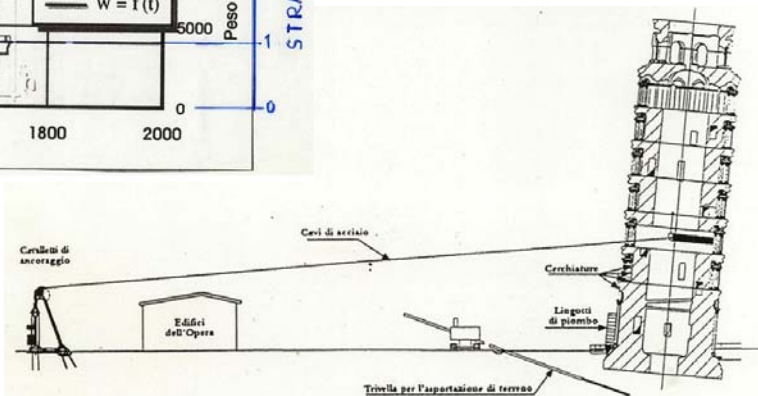 W = f (t)
5000
Peso
1
0
0
1800
2000
Cavi di acciaio
Cavalletti di
ancoraggio
Cerchiature
Edifici
dell'Opera
Lingotti
di piombo
Trivella per l'asportazione di terreno